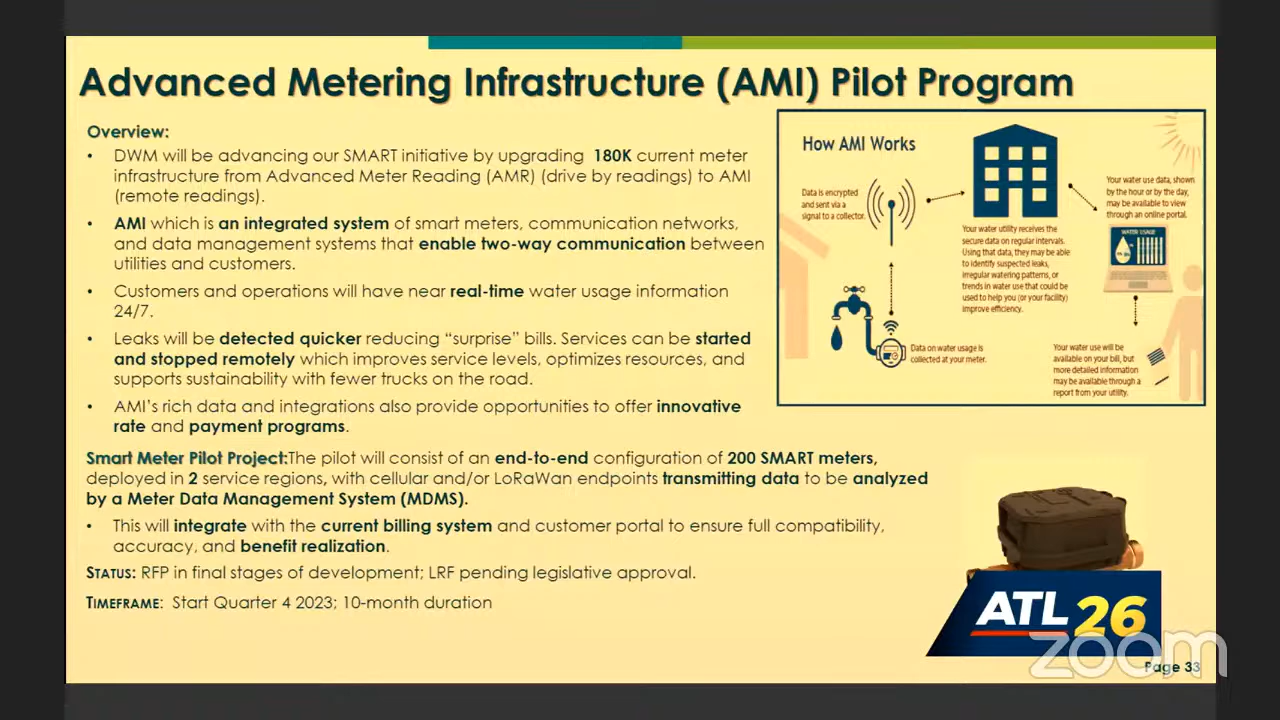 Advanced Metering Infrastructure (AMI) Pilot Program
Overview:
• DWM will be advancing our SMART initiative by upgrading 180K current meter
infrastructure from Advanced Meter Reading (AMR) (drive by readings) to AMI
(remote readings).
• AMI which is an integrated system of smart meters, communication networks,
and data management systems that enable two-way communication between
utilities and customers.
• Customers and operations will have near real-time water usage information
24/7.
• Leaks will be detected quicker reducing “surprise” bills. Services can be started
and stopped remotely which improves service levels, optimizes resources, and
supports sustainability with fewer trucks on the road.
• AMI’s rich data and integrations also provide opportunities to offer innovative
rate and payment programs.
How AMI Works
Data is encrypted
and sent via a
signal to a collector.
Your water utility receives the
secure data on regular intervals.
Using that data, they may be able
to identify suspected leaks,
irregular watering patterns, or
trends in water use that could be
used to help you (or your facility)
improve efficiency.
Your water use data, shown
by the hour or by the day,
may be available to view
through an online portal.
WATER USAGE
Data on water usage is
collected at your meter.
Your water use will be
available on your bill, but
more detailed information
may be available through a
report from your utility.
Smart Meter Pilot Project:The pilot will consist of an end-to-end configuration of 200 SMART meters,
deployed in 2 service regions, with cellular and/or LoRaWan endpoints transmitting data to be analyzed
by a Meter Data Management System (MDMS).
• This will integrate with the current billing system and customer portal to ensure full compatibility,
accuracy, and benefit realization.
STATUS: RFP in final stages of development; LRF pending legislative approval.
TIMEFRAME: Start Quarter 4 2023; 10-month duration
ATL 26
zoom
Page 33